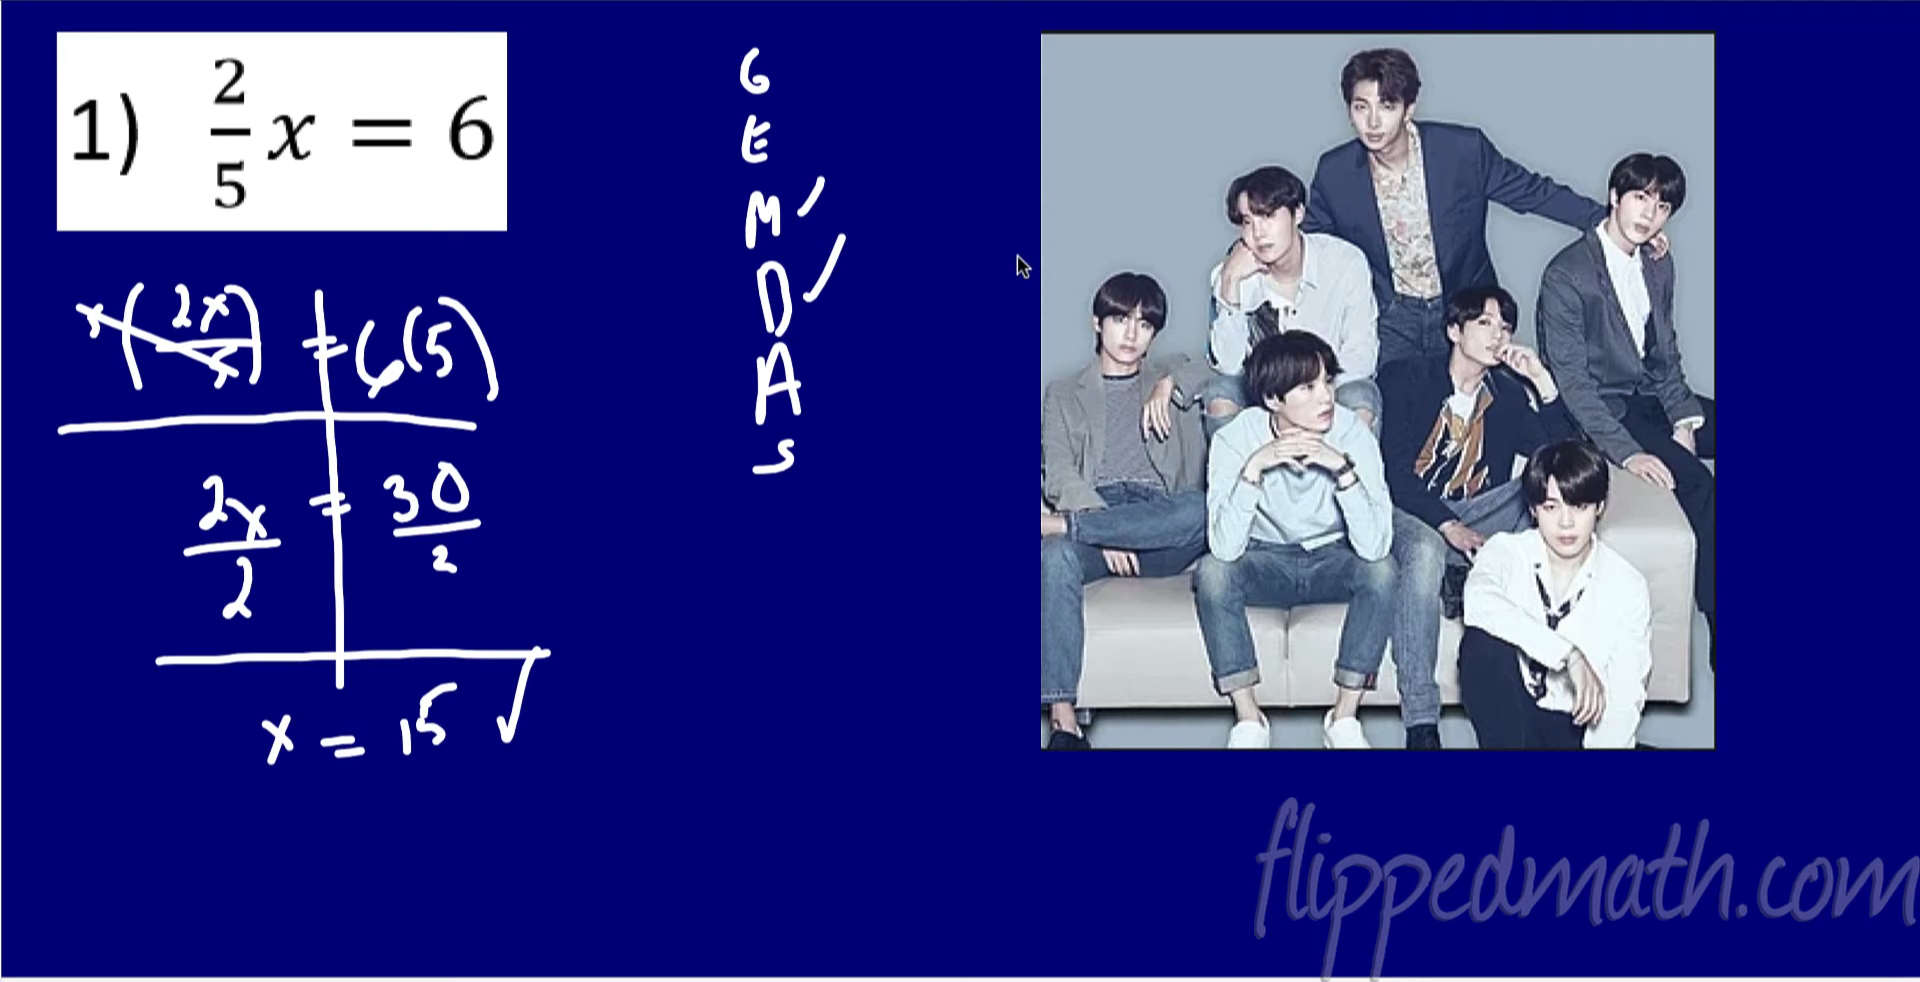 1) 2/5 x = 6
x(2x/5) = 6(5)
2x/2 = 30/2
x = 15 √
G
E
M ✓
D ✓
A
S
flippedmath.com